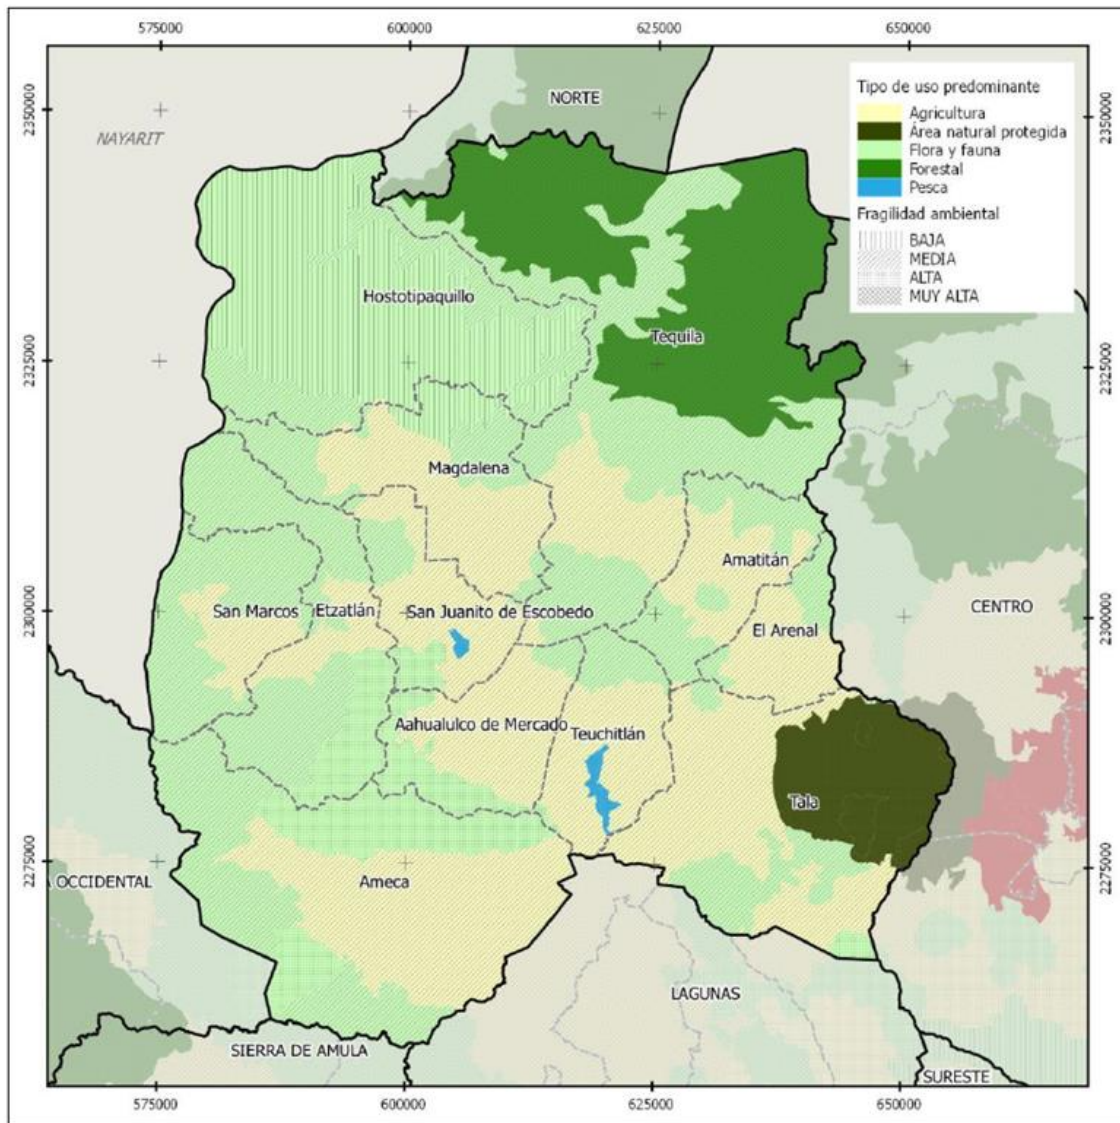 575000
600000
625000
650000
NORTE
NAYARIT
2350000
2350000
Tipo de uso predominante
Agricultura
Área natural protegida
Flora y fauna
Forestal
Pesca
Fragilidad ambiental
BAJA
MEDIA
ALTA
MUY ALTA
Hostotipaquillo
Tequila
2325000
2325000
Magdalena
Amatitán
San Marcos
Etzatlán
San Juanito de Escobedo
El Arenal
CENTRO
2300000
2300000
Aahualulco de Mercado
Teuchitlán
Tala
2275000
2275000
OCCIDENTAL
Ameca
LAGUNAS
SIERRA DE AMULA
SURESTE
575000
600000
625000
650000